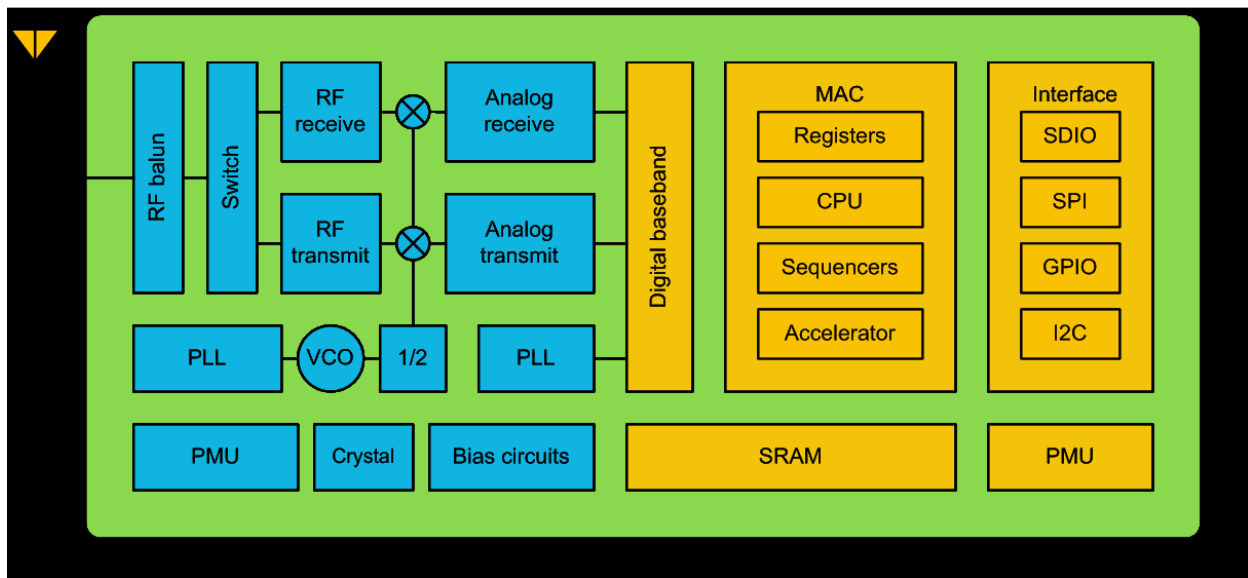 RF balun
Switch
RF
receive
Analog
receive
RF
transmit
Analog
transmit
PLL
VCO
1/2
PLL
Digital baseband
MAC
Registers
CPU
Sequencers
Accelerator
Interface
SDIO
SPI
GPIO
I2C
PMU
Crystal
Bias circuits
SRAM
PMU